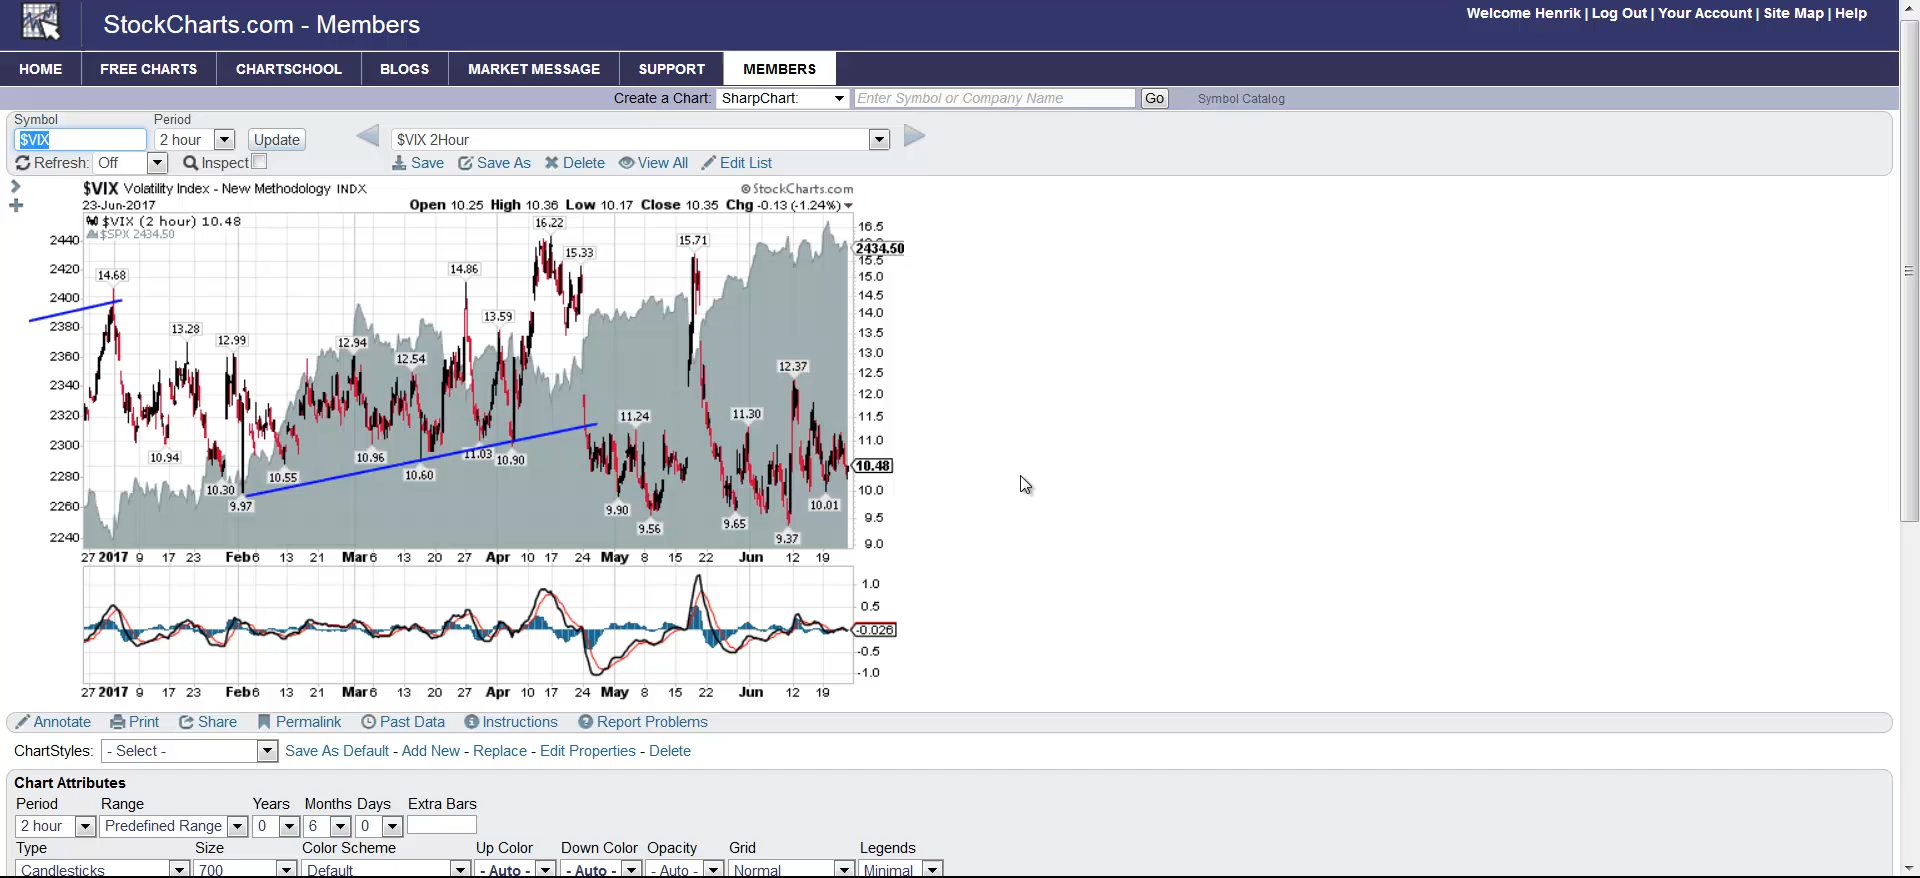 StockCharts.com - Members
Welcome Henrik | Log Out | Your Account | Site Map | Help
HOME FREE CHARTS CHARTSCHOOL BLOGS MARKET MESSAGE SUPPORT MEMBERS
Create a Chart: SharpChart: Enter Symbol or Company Name Go Symbol Catalog
Symbol Period
$VIX 2 hour Update $VIX 2Hour
Refresh: Off Inspect Save Save As Delete View All Edit List
$VIX Volatility Index - New Methodology INDX ©StockCharts.com
23-Jun-2017 Open 10.25 High 10.36 Low 10.17 Close 10.35 Chg -0.13 (-1.24%)
$VIX (2 hour) 10.48
$SPX 2434.50
16.22
16.5
2440
15.71
2434.50
15.33
15.5
2420
14.68
14.86
15.0
2400
14.5
13.59
14.0
2380
13.28
13.5
12.99
12.94
2360
12.54
13.0
12.37
12.5
2340
12.0
2320
11.24
11.30
11.5
2300
11.0
10.94
10.96
11.03
10.90
10.48
2280
10.55
10.60
10.30
10.0
2260
9.97
9.90
10.01
9.5
9.56
9.65
2240
9.37
9.0
27 2017 9 17 23 Feb 6 13 21 Mar 6 13 20 27 Apr 10 17 24 May 8 15 22 Jun 12 19
1.0
0.5
-0.026
-0.5
-1.0
27 2017 9 17 23 Feb 6 13 21 Mar 6 13 20 27 Apr 10 17 24 May 8 15 22 Jun 12 19
Annotate Print Share Permalink Past Data Instructions Report Problems
ChartStyles: - Select - Save As Default - Add New - Replace - Edit Properties - Delete
Chart Attributes
Period Range Years Months Days Extra Bars
2 hour Predefined Range 0 6 0
Type Size Color Scheme Up Color Down Color Opacity Grid Legends
Candlesticks 700 Default - Auto - - Auto - - Auto - Normal Minimal